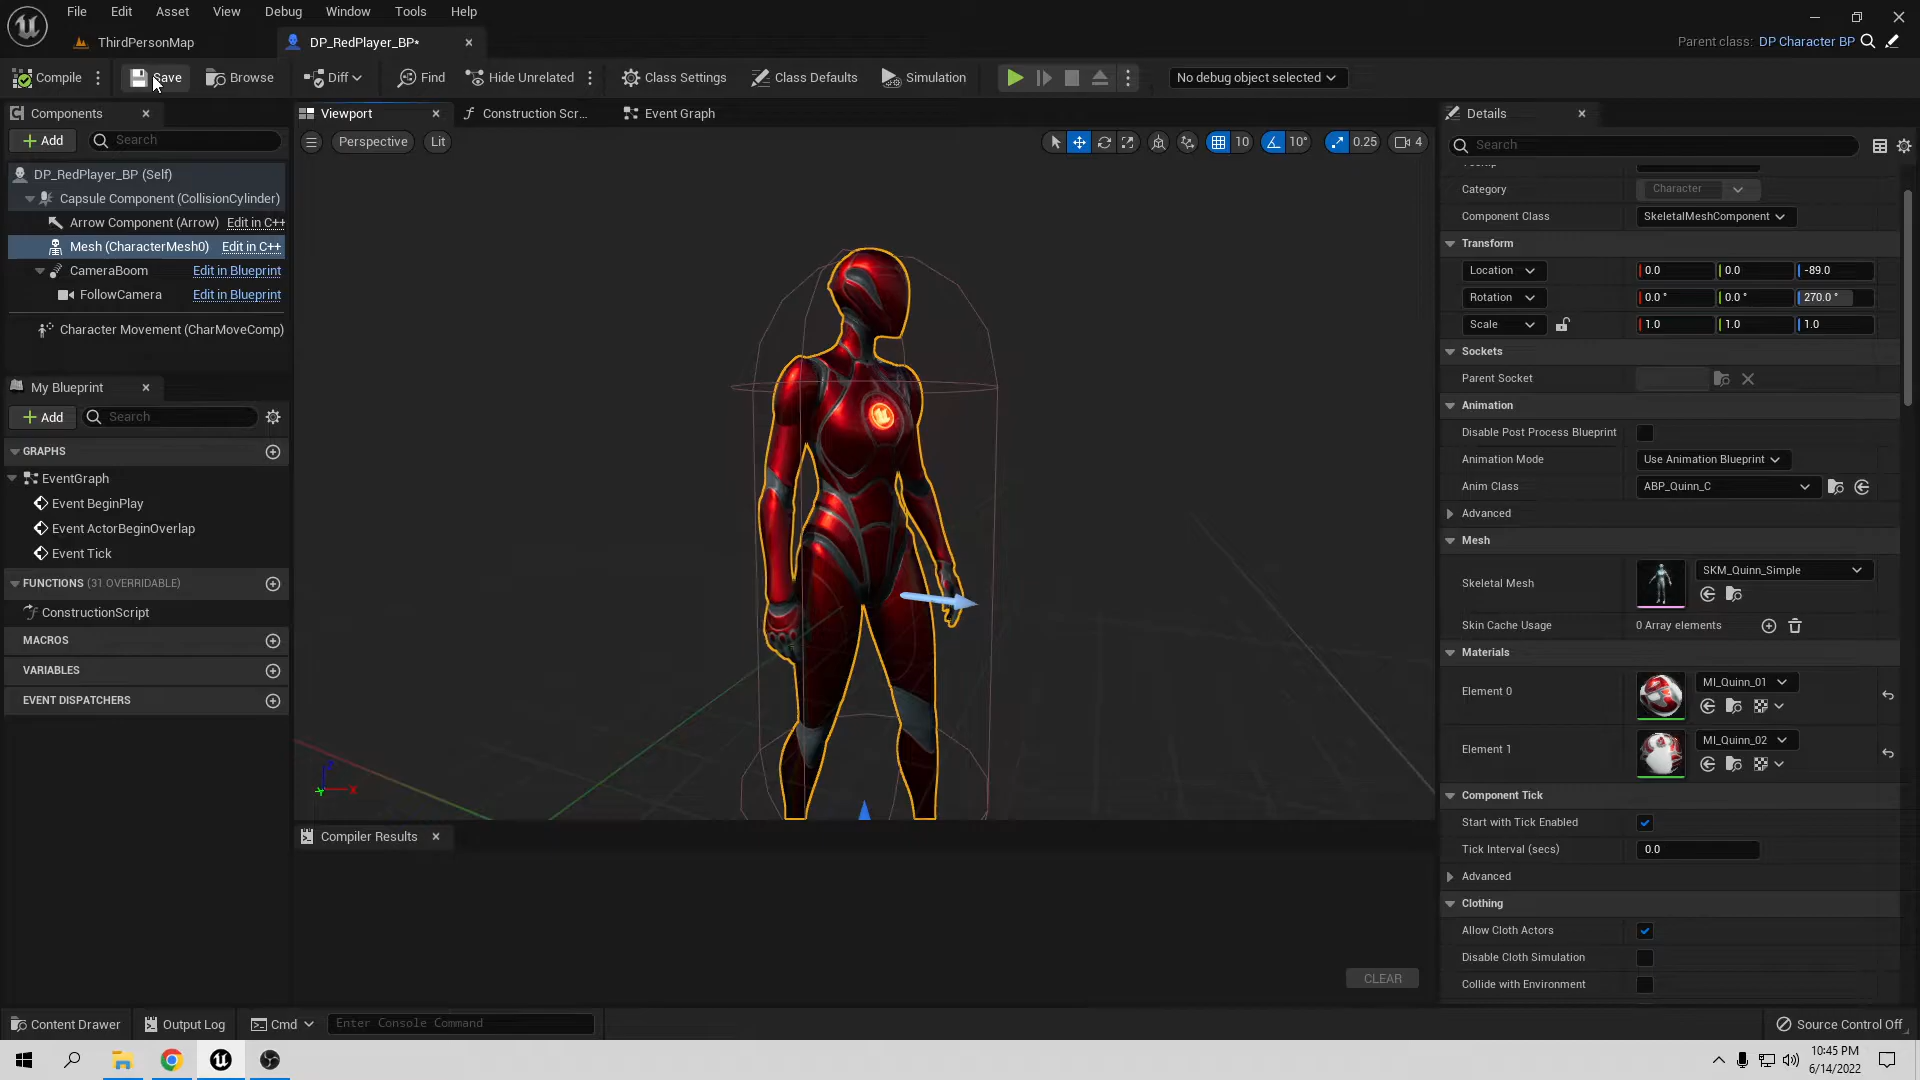 File Edit Asset View Debug Window Tools Help
ThirdPersonMap
DP_RedPlayer_BP*
Parent class: DP Character BP
Compile
Save
Browse
Diff
Find
Hide Unrelated
Class Settings
Class Defaults
Simulation
No debug object selected
Components
Add
Search
DP_RedPlayer_BP (Self)
Capsule Component (CollisionCylinder)
Arrow Component (Arrow) Edit in C++
Mesh (CharacterMesh0) Edit in C++
CameraBoom Edit in Blueprint
FollowCamera Edit in Blueprint
Character Movement (CharMoveComp)
My Blueprint
Add
Search
GRAPHS
EventGraph
Event BeginPlay
Event ActorBeginOverlap
Event Tick
FUNCTIONS (31 OVERRIDABLE)
ConstructionScript
MACROS
VARIABLES
EVENT DISPATCHERS
Viewport
Construction Scr...
Event Graph
Perspective
Lit
10
10°
0.25
4
X
Compiler Results
CLEAR
Details
Search
Category Character
Component Class SkeletalMeshComponent
Transform
Location 0.0 0.0 -89.0
Rotation 0.0 ° 0.0 ° 270.0 °
Scale 1.0 1.0 1.0
Sockets
Parent Socket
Animation
Disable Post Process Blueprint
Animation Mode Use Animation Blueprint
Anim Class ABP_Quinn_C
Advanced
Mesh
Skeletal Mesh SKM_Quinn_Simple
Skin Cache Usage 0 Array elements
Materials
Element 0 MI_Quinn_01
Element 1 MI_Quinn_02
Component Tick
Start with Tick Enabled
Tick Interval (secs) 0.0
Advanced
Clothing
Allow Cloth Actors
Disable Cloth Simulation
Collide with Environment
Content Drawer
Output Log
Cmd
Enter Console Command
Source Control Off
10:45 PM
6/14/2022